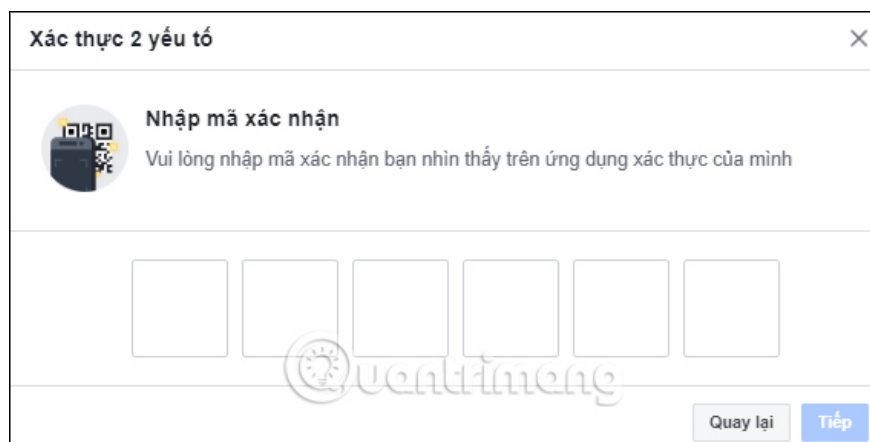 Xác thực 2 yếu tố
Nhập mã xác nhận
Vui lòng nhập mã xác nhận bạn nhìn thấy trên ứng dụng xác thực của mình
Quantrimang
Quay lại
Tiếp